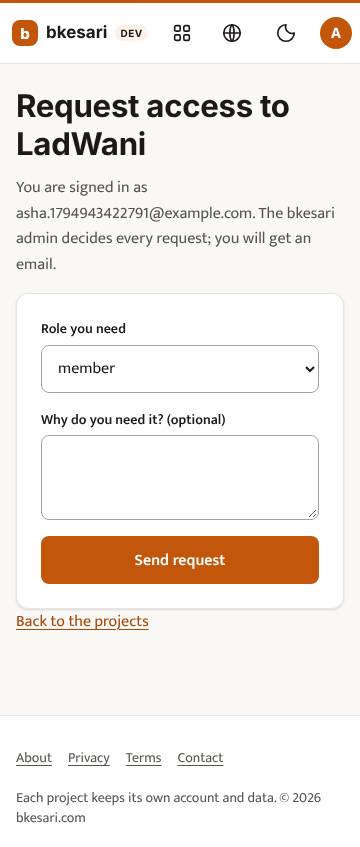 b bkesari DEV A
Request access to
LadWani
You are signed in as
asha.1794943422791@example.com. The bkesari
admin decides every request; you will get an
email.
Role you need
member
Why do you need it? (optional)
Send request
Back to the projects
About Privacy Terms Contact
Each project keeps its own account and data. © 2026
bkesari.com